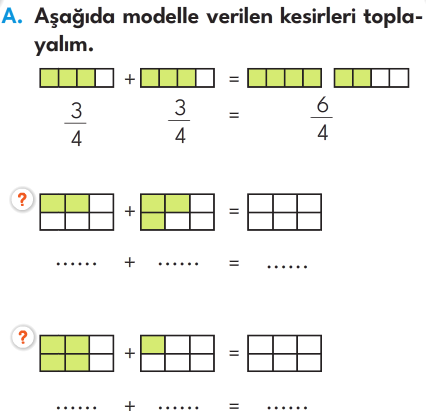 A. Aşağıda modelle verilen kesirleri topla-
yalım.
+ =
3/4 3/4 = 6/4
? + =
...... + ...... = ......
? + =
...... + ...... = ......